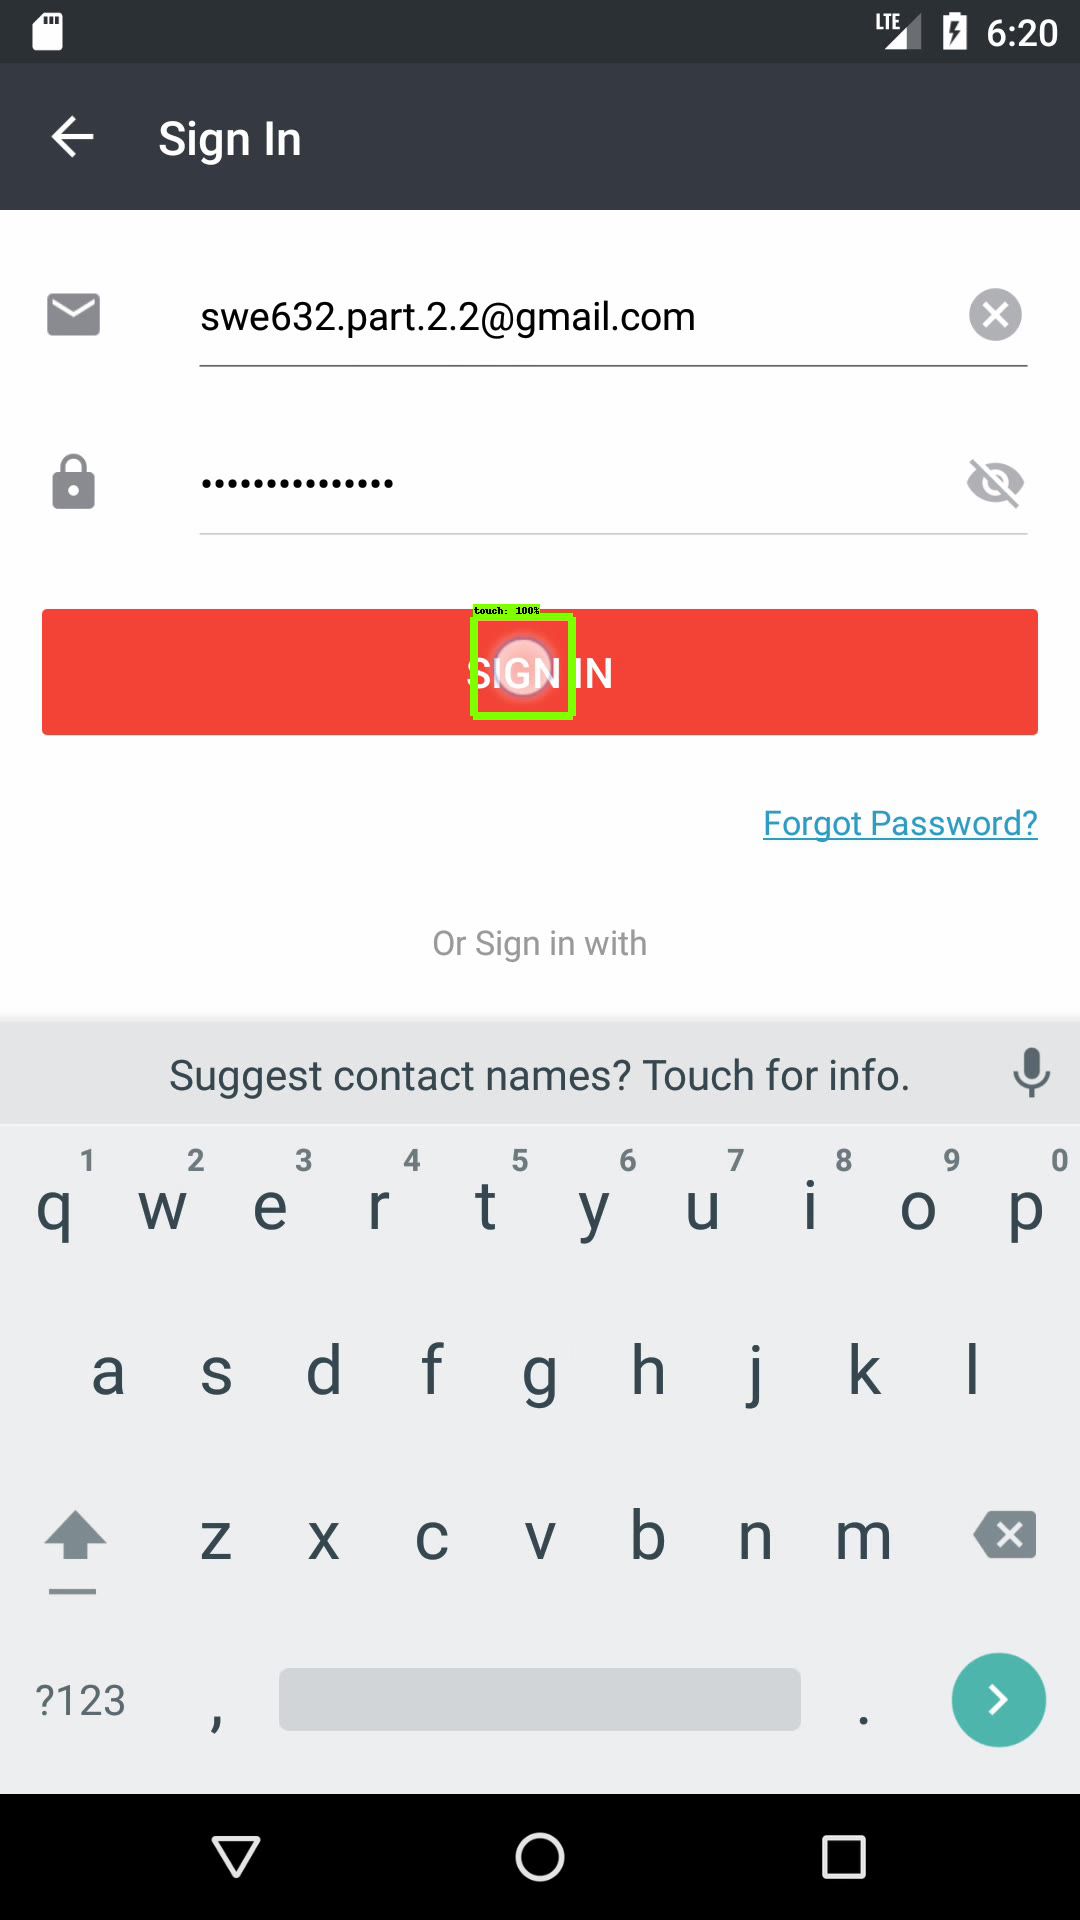 LTE 6:20
Sign In
swe632.part.2.2@gmail.com
•••••••••••••••
touch: 100%
SIGN IN
Forgot Password?
Or Sign in with
Suggest contact names? Touch for info.
1 2 3 4 5 6 7 8 9 0
q w e r t y u i o p
a s d f g h j k l
z x c v b n m
?123 , .